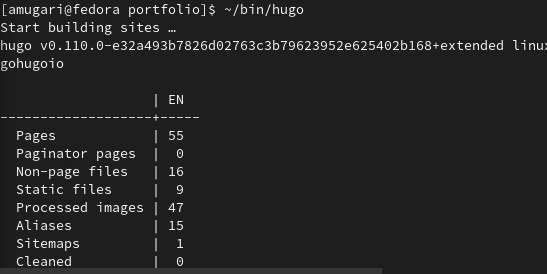 [amugari@fedora portfolio]$ ~/bin/hugo
Start building sites …
hugo v0.110.0-e32a493b7826d02763c3b79623952e625402b168+extended linux
gohugoio

                   | EN
-------------------+-----
  Pages            | 55
  Paginator pages  |  0
  Non-page files   | 16
  Static files     |  9
  Processed images | 47
  Aliases          | 15
  Sitemaps         |  1
  Cleaned          |  0